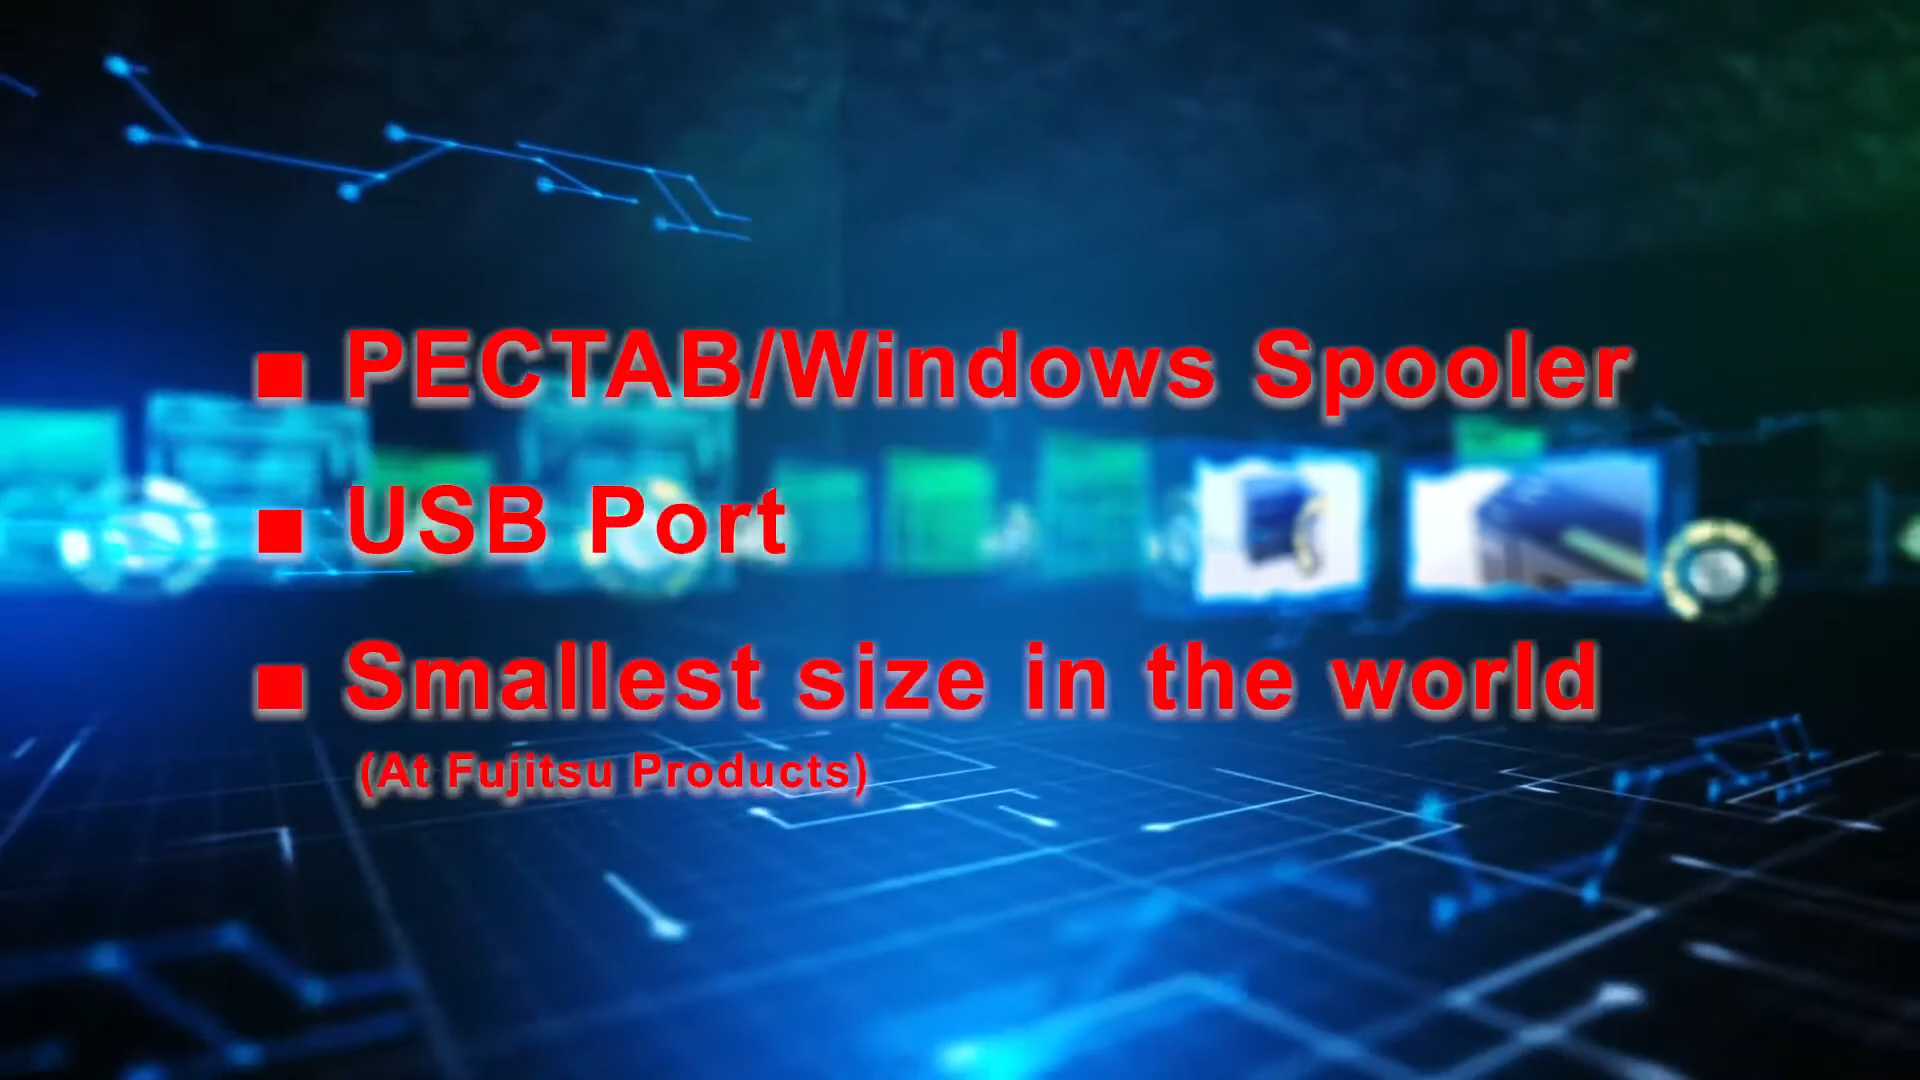 ■ PECTAB/Windows Spooler
■ USB Port
■ Smallest size in the world
(At Fujitsu Products)